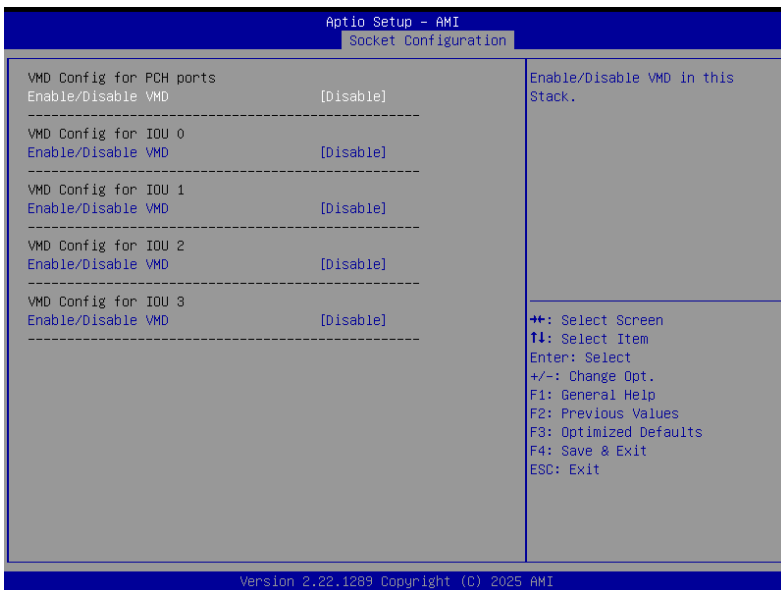 Aptio Setup - AMI
Socket Configuration
VMD Config for PCH ports
Enable/Disable VMD [Disable]
--------------------------------------------------
VMD Config for IOU 0
Enable/Disable VMD [Disable]
--------------------------------------------------
VMD Config for IOU 1
Enable/Disable VMD [Disable]
--------------------------------------------------
VMD Config for IOU 2
Enable/Disable VMD [Disable]
--------------------------------------------------
VMD Config for IOU 3
Enable/Disable VMD [Disable]
--------------------------------------------------
Enable/Disable VMD in this
Stack.
→←: Select Screen
↑↓: Select Item
Enter: Select
+/-: Change Opt.
F1: General Help
F2: Previous Values
F3: Optimized Defaults
F4: Save & Exit
ESC: Exit
Version 2.22.1289 Copyright (C) 2025 AMI